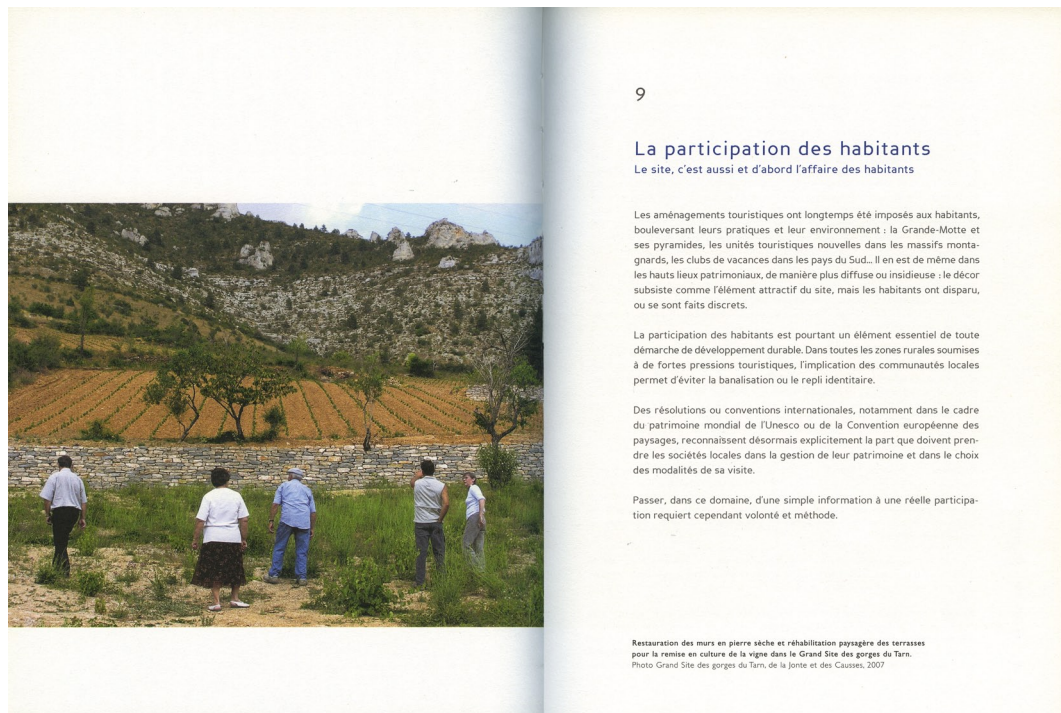 9
La participation des habitants
Le site, c'est aussi et d'abord l'affaire des habitants
Les aménagements touristiques ont longtemps été imposés aux habitants,
bouleversant leurs pratiques et leur environnement : la Grande-Motte et
ses pyramides, les unités touristiques nouvelles dans les massifs monta-
gnards, les clubs de vacances dans les pays du Sud... Il en est de même dans
les hauts lieux patrimoniaux, de manière plus diffuse ou insidieuse : le décor
subsiste comme l'élément attractif du site, mais les habitants ont disparu,
ou se sont faits discrets.
La participation des habitants est pourtant un élément essentiel de toute
démarche de développement durable. Dans toutes les zones rurales soumises
à de fortes pressions touristiques, l'implication des communautés locales
permet d'éviter la banalisation ou le repli identitaire.
Des résolutions ou conventions internationales, notamment dans le cadre
du patrimoine mondial de l'Unesco ou de la Convention européenne des
paysages, reconnaissent désormais explicitement la part que doivent pren-
dre les sociétés locales dans la gestion de leur patrimoine et dans le choix
des modalités de sa visite.
Passer, dans ce domaine, d'une simple information à une réelle participa-
tion requiert cependant volonté et méthode.
Restauration des murs en pierre sèche et réhabilitation paysagère des terrasses
pour la remise en culture de la vigne dans le Grand Site des gorges du Tarn.
Photo Grand Site des gorges du Tarn, de la Jonte et des Causses, 2007